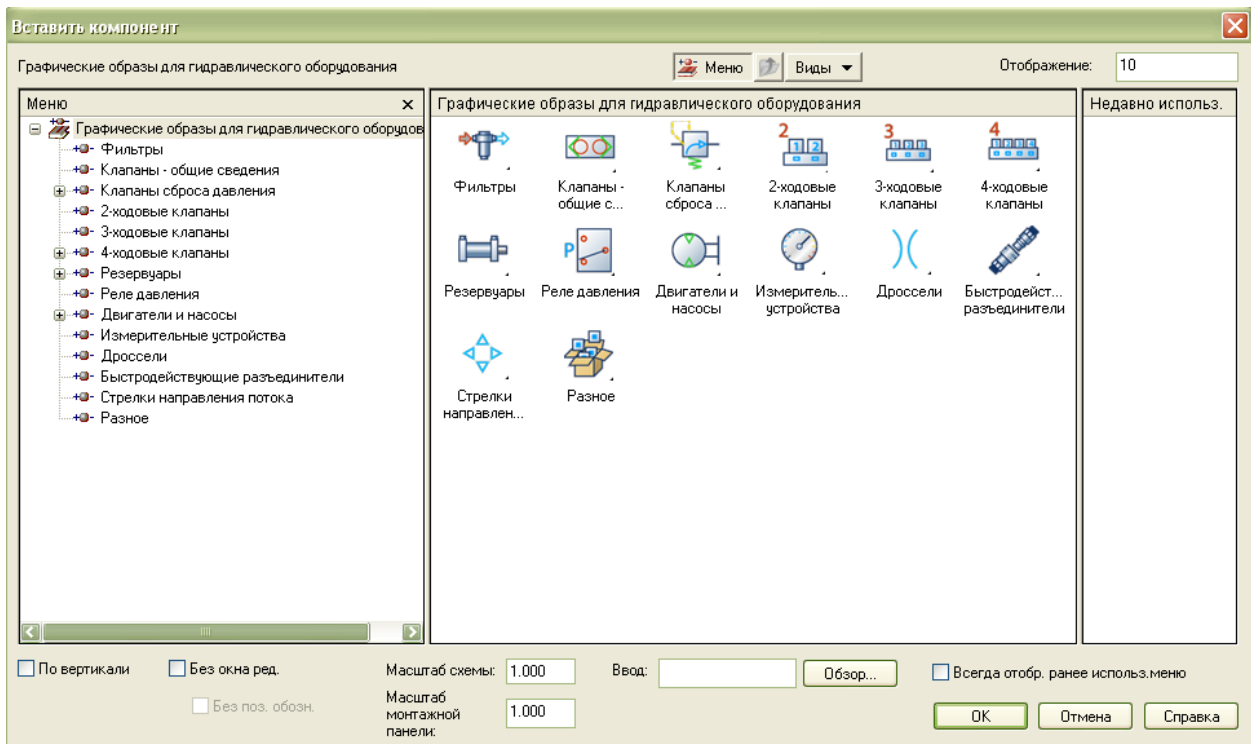 Вставить компонент
Графические образы для гидравлического оборудования
Меню
Виды
Отображение:
10
Меню
Графические образы для гидравлического оборудов
Фильтры
Клапаны - общие сведения
Клапаны сброса давления
2-ходовые клапаны
3-ходовые клапаны
4-ходовые клапаны
Резервуары
Реле давления
Двигатели и насосы
Измерительные устройства
Дроссели
Быстродействующие разъединители
Стрелки направления потока
Разное
Графические образы для гидравлического оборудования
2
3
4
1 2
P
Фильтры
Клапаны -
общие с...
Клапаны
сброса ...
2-ходовые
клапаны
3-ходовые
клапаны
4-ходовые
клапаны
Резервуары
Реле давления
Двигатели и
насосы
Измеритель...
устройства
Дроссели
Быстродейст...
разъединители
Стрелки
направлен...
Разное
Недавно использ.
По вертикали
Без окна ред.
Без поз. обозн.
Масштаб схемы:
1.000
Масштаб
монтажной
панели:
1.000
Ввод:
Обзор...
Всегда отобр. ранее использ.меню
OK
Отмена
Справка